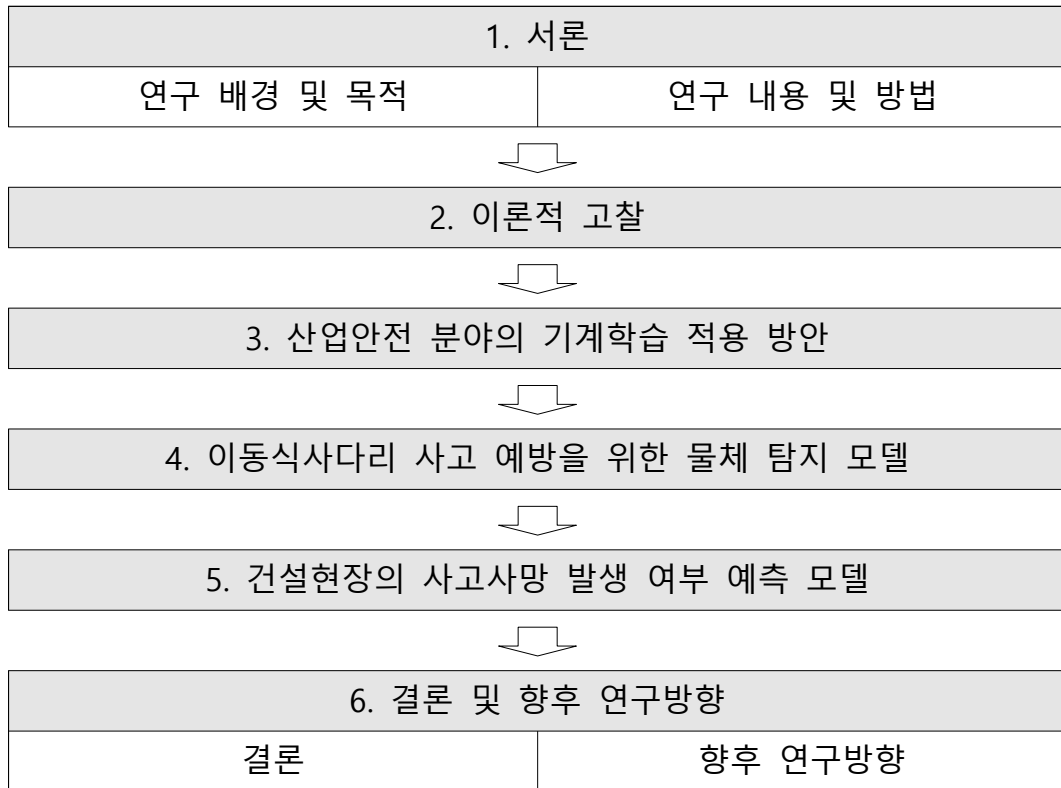 1. 서론
연구 배경 및 목적
연구 내용 및 방법
2. 이론적 고찰
3. 산업안전 분야의 기계학습 적용 방안
4. 이동식사다리 사고 예방을 위한 물체 탐지 모델
5. 건설현장의 사고사망 발생 여부 예측 모델
6. 결론 및 향후 연구방향
결론
향후 연구방향